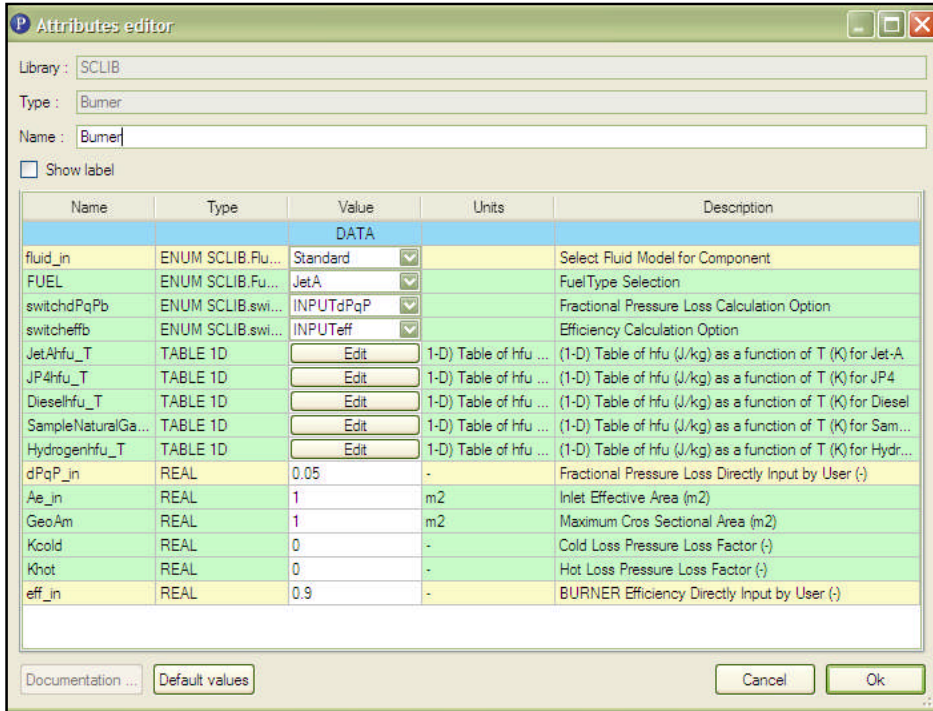 P Attributes editor
Library : SCLIB
Type : Burner
Name : Burner
Show label
Name Type Value Units Description
DATA
fluid_in ENUM SCLIB.Flu... Standard Select Fluid Model for Component
FUEL ENUM SCLIB.Fu... JetA FuelType Selection
switchdPqPb ENUM SCLIB.swi... INPUTdPqP Fractional Pressure Loss Calculation Option
switcheffb ENUM SCLIB.swi... INPUTeff Efficiency Calculation Option
JetAhfu_T TABLE 1D Edit 1-D) Table of hfu ... (1-D) Table of hfu (J/kg) as a function of T (K) for Jet-A
JP4hfu_T TABLE 1D Edit 1-D) Table of hfu ... (1-D) Table of hfu (J/kg) as a function of T (K) for JP4
Dieselhfu_T TABLE 1D Edit 1-D) Table of hfu ... (1-D) Table of hfu (J/kg) as a function of T (K) for Diesel
SampleNaturalGa... TABLE 1D Edit 1-D) Table of hfu ... (1-D) Table of hfu (J/kg) as a function of T (K) for Sam...
Hydrogenhfu_T TABLE 1D Edit 1-D) Table of hfu ... (1-D) Table of hfu (J/kg) as a function of T (K) for Hydr...
dPqP_in REAL 0.05 - Fractional Pressure Loss Directly Input by User (-)
Ae_in REAL 1 m2 Inlet Effective Area (m2)
GeoAm REAL 1 m2 Maximum Cros Sectional Area (m2)
Kcold REAL 0 - Cold Loss Pressure Loss Factor (-)
Khot REAL 0 - Hot Loss Pressure Loss Factor (-)
eff_in REAL 0.9 - BURNER Efficiency Directly Input by User (-)
Documentation ... Default values Cancel Ok